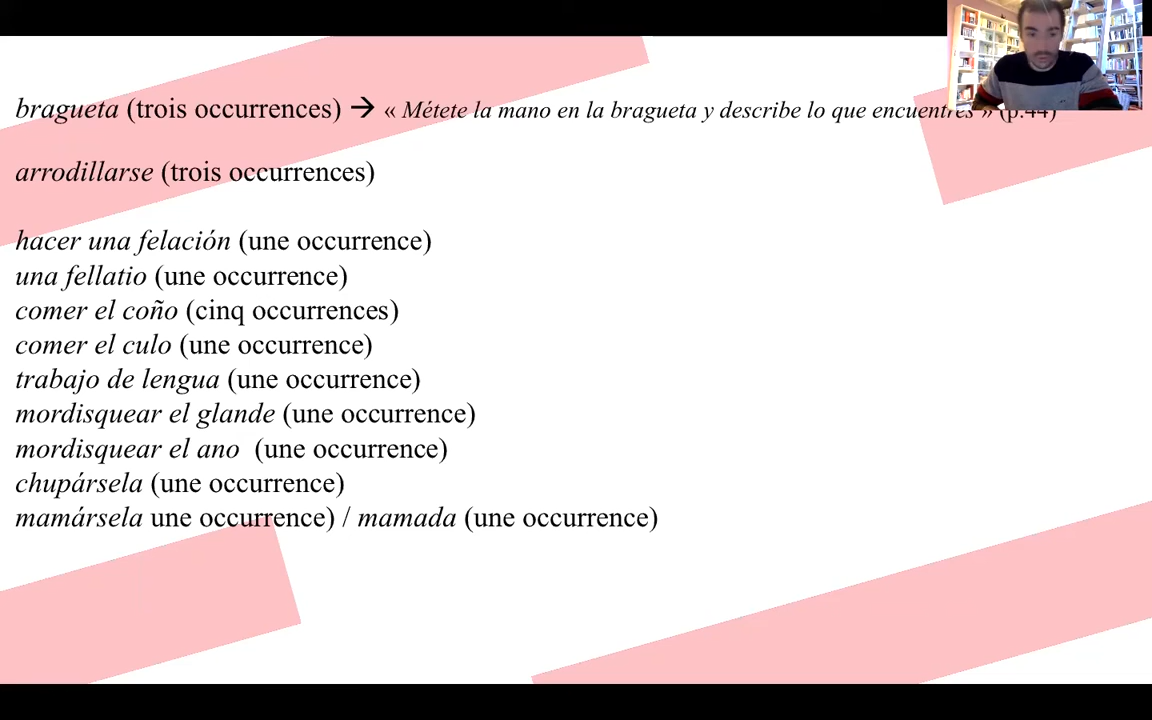 bragueta (trois occurrences) → « Métete la mano en la bragueta y describe lo que encuentres » (p.44)
arrodillarse (trois occurrences)
hacer una felación (une occurrence)
una fellatio (une occurrence)
comer el coño (cinq occurrences)
comer el culo (une occurrence)
trabajo de lengua (une occurrence)
mordisquear el glande (une occurrence)
mordisquear el ano (une occurrence)
chupársela (une occurrence)
mamársela une occurrence) / mamada (une occurrence)